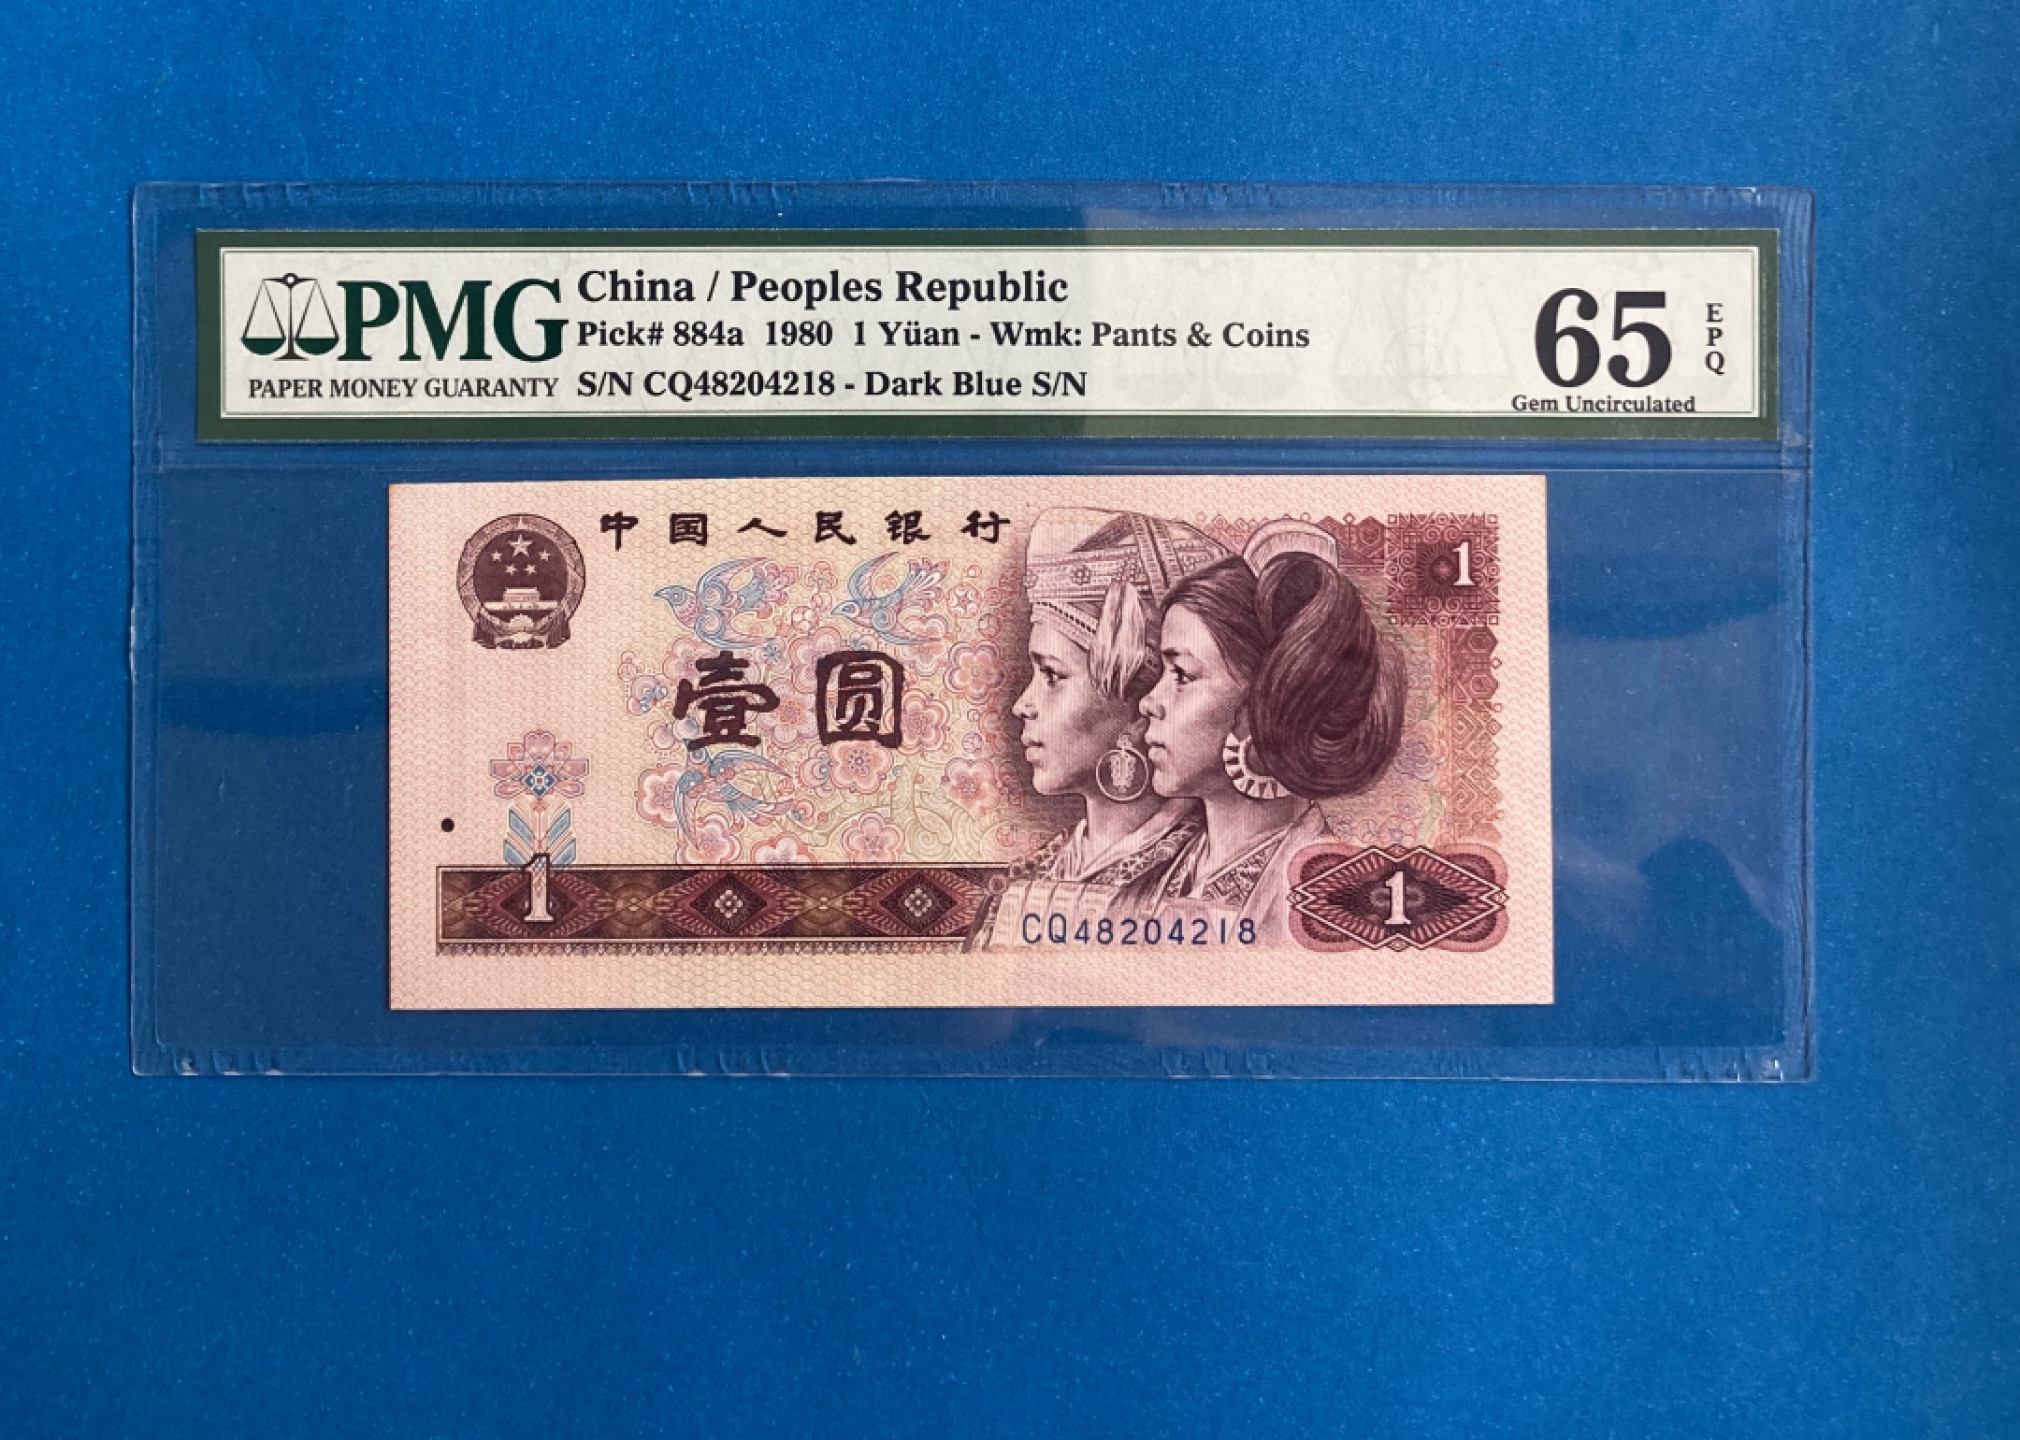 PMG
PAPER MONEY GUARANTY
China / Peoples Republic
Pick# 884a 1980 1 Yüan - Wmk: Pants & Coins
S/N CQ48204218 - Dark Blue S/N
65
EPQ
Gem Uncirculated
中国人民银行
1
壹圆
1
CQ48204218
1